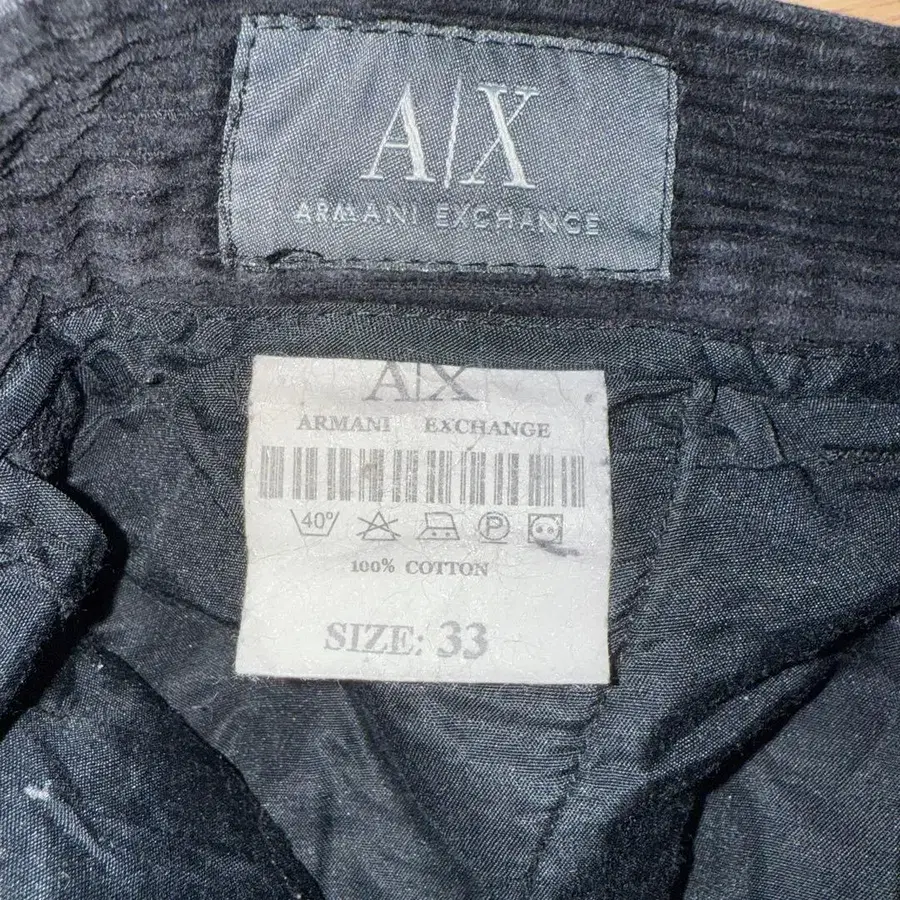 A|X
ARMANI EXCHANGE
A|X
ARMANI EXCHANGE
40°
P
100% COTTON
SIZE: 33